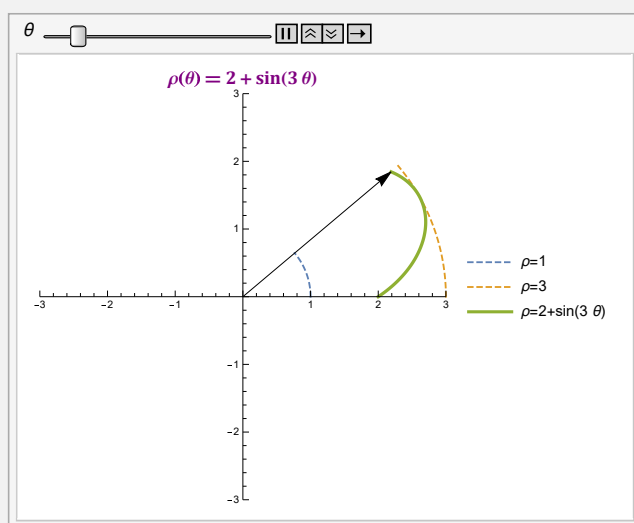 θ
ρ(θ) = 2 + sin(3 θ)
3
2
1
ρ=1
ρ=3
−3 −2 −1 1 2 3
ρ=2+sin(3 θ)
−1
−2
−3